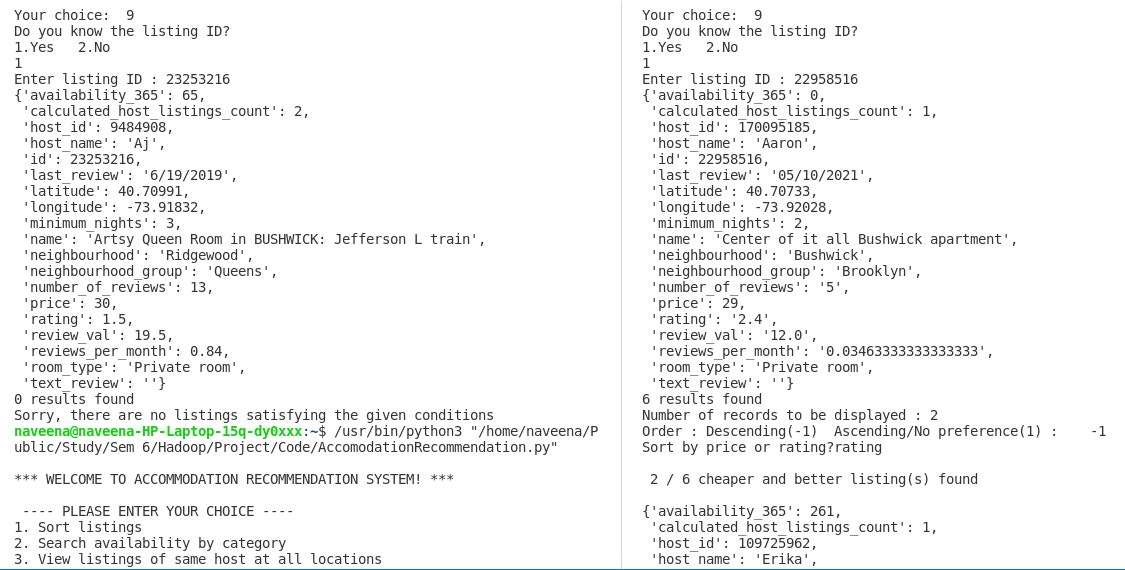 Your choice:  9
Do you know the listing ID?
1.Yes   2.No
1
Enter listing ID : 23253216
{'availability_365': 65,
 'calculated_host_listings_count': 2,
 'host_id': 9484908,
 'host_name': 'Aj',
 'id': 23253216,
 'last_review': '6/19/2019',
 'latitude': 40.70991,
 'longitude': -73.91832,
 'minimum_nights': 3,
 'name': 'Artsy Queen Room in BUSHWICK: Jefferson L train',
 'neighbourhood': 'Ridgewood',
 'neighbourhood_group': 'Queens',
 'number_of_reviews': 13,
 'price': 30,
 'rating': 1.5,
 'review_val': 19.5,
 'reviews_per_month': 0.84,
 'room_type': 'Private room',
 'text_review': ''}
0 results found
Sorry, there are no listings satisfying the given conditions
naveena@naveena-HP-Laptop-15q-dy0xxx:~$ /usr/bin/python3 "/home/naveena/P
ublic/Study/Sem 6/Hadoop/Project/Code/AccomodationRecommendation.py"
*** WELCOME TO ACCOMMODATION RECOMMENDATION SYSTEM! ***
 ---- PLEASE ENTER YOUR CHOICE ----
1. Sort listings
2. Search availability by category
3. View listings of same host at all locations
Your choice:  9
Do you know the listing ID?
1.Yes   2.No
1
Enter listing ID : 22958516
{'availability_365': 0,
 'calculated_host_listings_count': 1,
 'host_id': 170095185,
 'host_name': 'Aaron',
 'id': 22958516,
 'last_review': '05/10/2021',
 'latitude': 40.70733,
 'longitude': -73.92028,
 'minimum_nights': 2,
 'name': 'Center of it all Bushwick apartment',
 'neighbourhood': 'Bushwick',
 'neighbourhood_group': 'Brooklyn',
 'number_of_reviews': '5',
 'price': 29,
 'rating': '2.4',
 'review_val': '12.0',
 'reviews_per_month': '0.03463333333333333',
 'room_type': 'Private room',
 'text_review': ''}
6 results found
Number of records to be displayed : 2
Order : Descending(-1)  Ascending/No preference(1) :    -1
Sort by price or rating?rating
 2 / 6 cheaper and better listing(s) found
{'availability_365': 261,
 'calculated_host_listings_count': 1,
 'host_id': 109725962,
 'host_name': 'Erika',